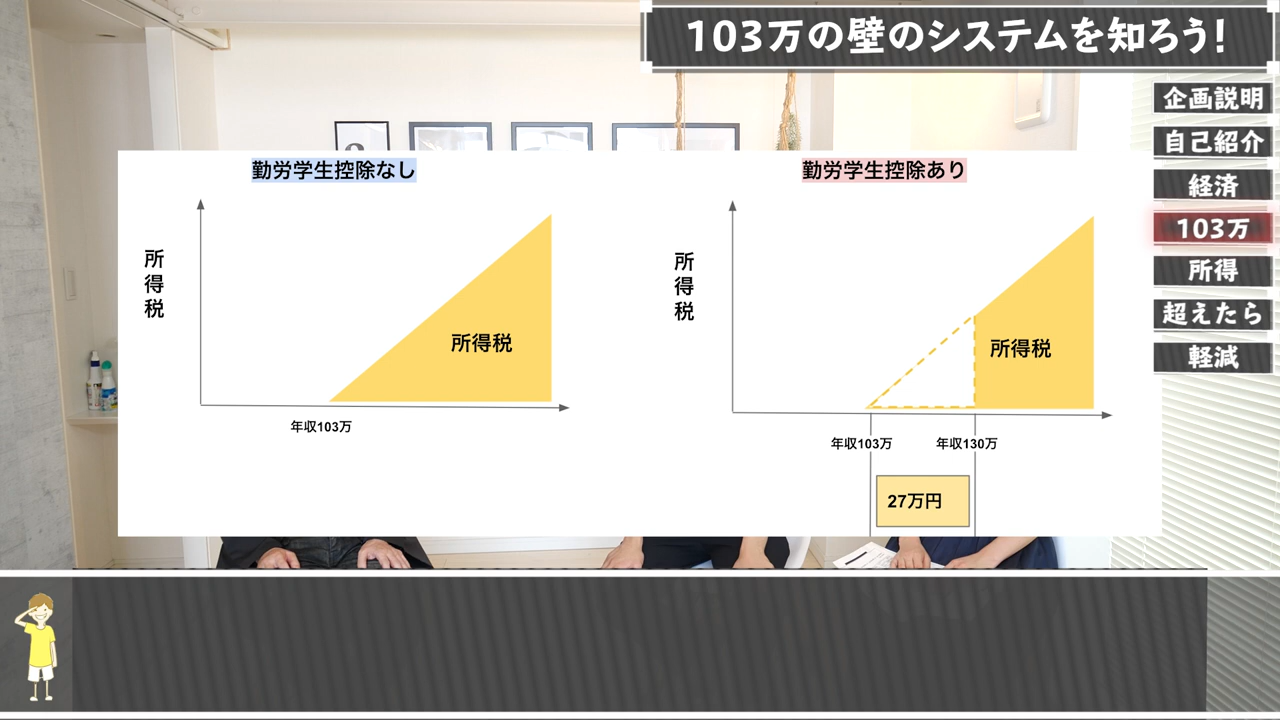 103万の壁のシステムを知ろう!
企画説明
自己紹介
経済
103万
所得
超えたら
軽減
勤労学生控除なし
所得税
所得税
年収103万
勤労学生控除あり
所得税
所得税
年収103万
年収130万
27万円